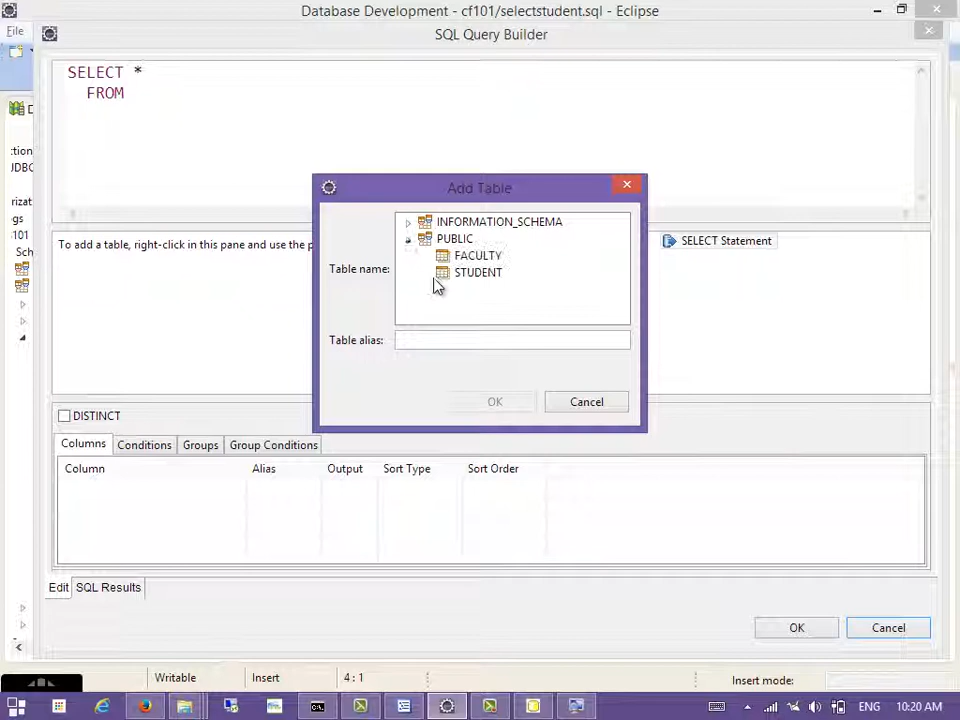 Database Development - cf101/selectstudent.sql - Eclipse
File
SQL Query Builder
SELECT *
FROM
Add Table
INFORMATION_SCHEMA
PUBLIC
FACULTY
STUDENT
Table name:
Table alias:
OK
Cancel
To add a table, right-click in this pane and use the p
SELECT Statement
DISTINCT
Columns
Conditions
Groups
Group Conditions
Column
Alias
Output
Sort Type
Sort Order
Edit
SQL Results
OK
Cancel
Writable
Insert
4 : 1
Insert mode:
ENG
10:20 AM